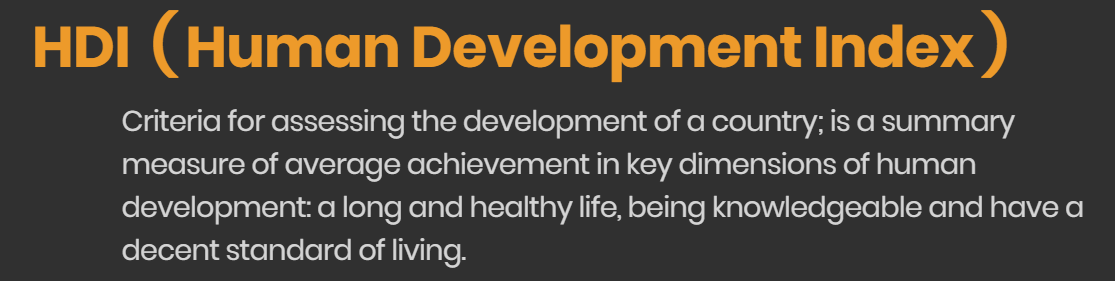 HDI (Human Development Index)
Criteria for assessing the development of a country; is a summary
measure of average achievement in key dimensions of human
development: a long and healthy life, being knowledgeable and have a
decent standard of living.